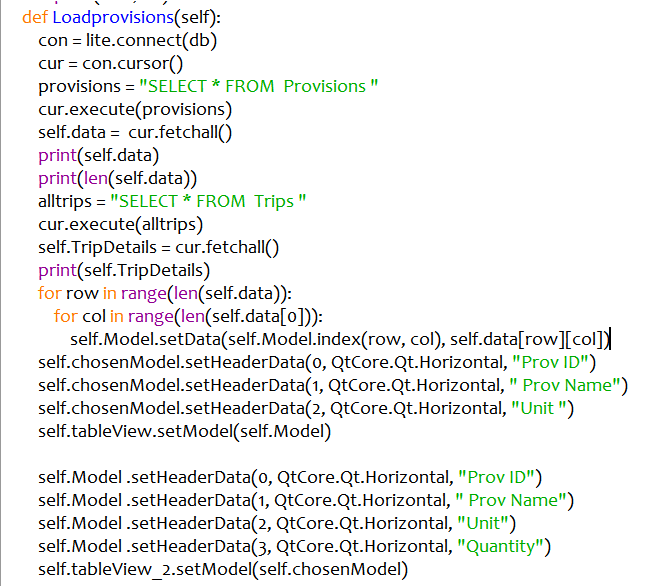 def Loadprovisions(self):
con = lite.connect(db)
cur = con.cursor()
provisions = "SELECT * FROM  Provisions "
cur.execute(provisions)
self.data =  cur.fetchall()
print(self.data)
print(len(self.data))
alltrips = "SELECT * FROM  Trips "
cur.execute(alltrips)
self.TripDetails = cur.fetchall()
print(self.TripDetails)
for row in range(len(self.data)):
for col in range(len(self.data[0])):
self.Model.setData(self.Model.index(row, col), self.data[row][col])
self.chosenModel.setHeaderData(0, QtCore.Qt.Horizontal, "Prov ID")
self.chosenModel.setHeaderData(1, QtCore.Qt.Horizontal, " Prov Name")
self.chosenModel.setHeaderData(2, QtCore.Qt.Horizontal, "Unit ")
self.tableView.setModel(self.Model)
self.Model .setHeaderData(0, QtCore.Qt.Horizontal, "Prov ID")
self.Model .setHeaderData(1, QtCore.Qt.Horizontal, " Prov Name")
self.Model .setHeaderData(2, QtCore.Qt.Horizontal, "Unit")
self.Model .setHeaderData(3, QtCore.Qt.Horizontal, "Quantity")
self.tableView_2.setModel(self.chosenModel)